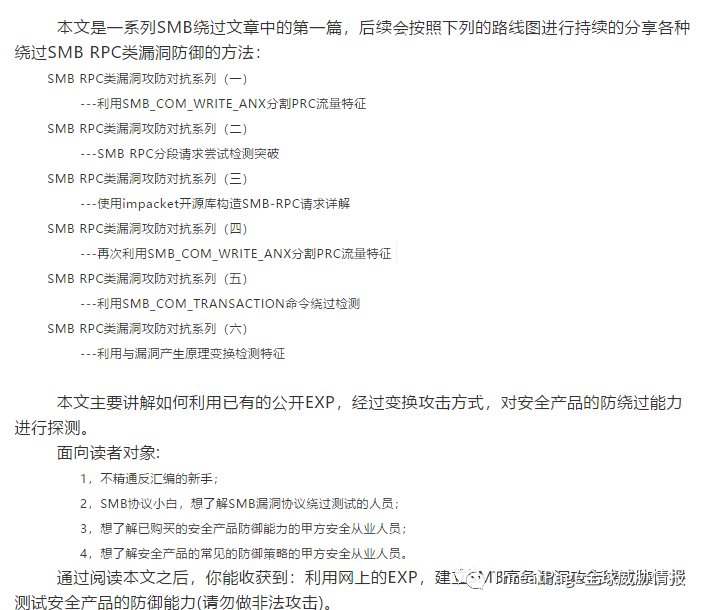 本文是一系列SMB绕过文章中的第一篇，后续会按照下列的路线图进行持续的分享各种
绕过SMB RPC类漏洞防御的方法：
SMB RPC类漏洞攻防对抗系列（一）
---利用SMB_COM_WRITE_ANX分割PRC流量特征
SMB RPC类漏洞攻防对抗系列（二）
---SMB RPC分段请求尝试检测突破
SMB RPC类漏洞攻防对抗系列（三）
---使用impacket开源库构造SMB-RPC请求详解
SMB RPC类漏洞攻防对抗系列（四）
---再次利用SMB_COM_WRITE_ANX分割PRC流量特征
SMB RPC类漏洞攻防对抗系列（五）
---利用SMB_COM_TRANSACTION命令绕过检测
SMB RPC类漏洞攻防对抗系列（六）
---利用与漏洞产生原理变换检测特征
本文主要讲解如何利用已有的公开EXP，经过变换攻击方式，对安全产品的防绕过能力
进行探测。
面向读者对象:
1，不精通反汇编的新手；
2，SMB协议小白，想了解SMB漏洞协议绕过测试的人员；
3，想了解已购买的安全产品防御能力的甲方安全从业人员；
4，想了解安全产品的常见的防御策略的甲方安全从业人员。
通过阅读本文之后，你能收获到：利用网上的EXP，建立
全球威胁情报
测试安全产品的防御能力(请勿做非法攻击)。